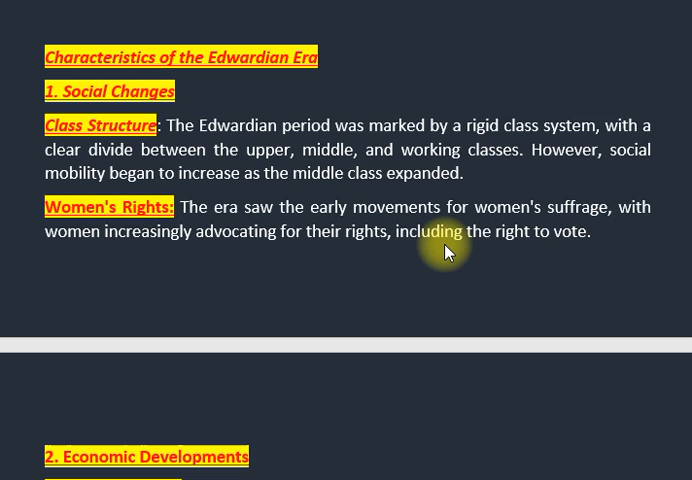 Characteristics of the Edwardian Era
1. Social Changes
Class Structure: The Edwardian period was marked by a rigid class system, with a
clear divide between the upper, middle, and working classes. However, social
mobility began to increase as the middle class expanded.
Women's Rights: The era saw the early movements for women's suffrage, with
women increasingly advocating for their rights, including the right to vote.
2. Economic Developments